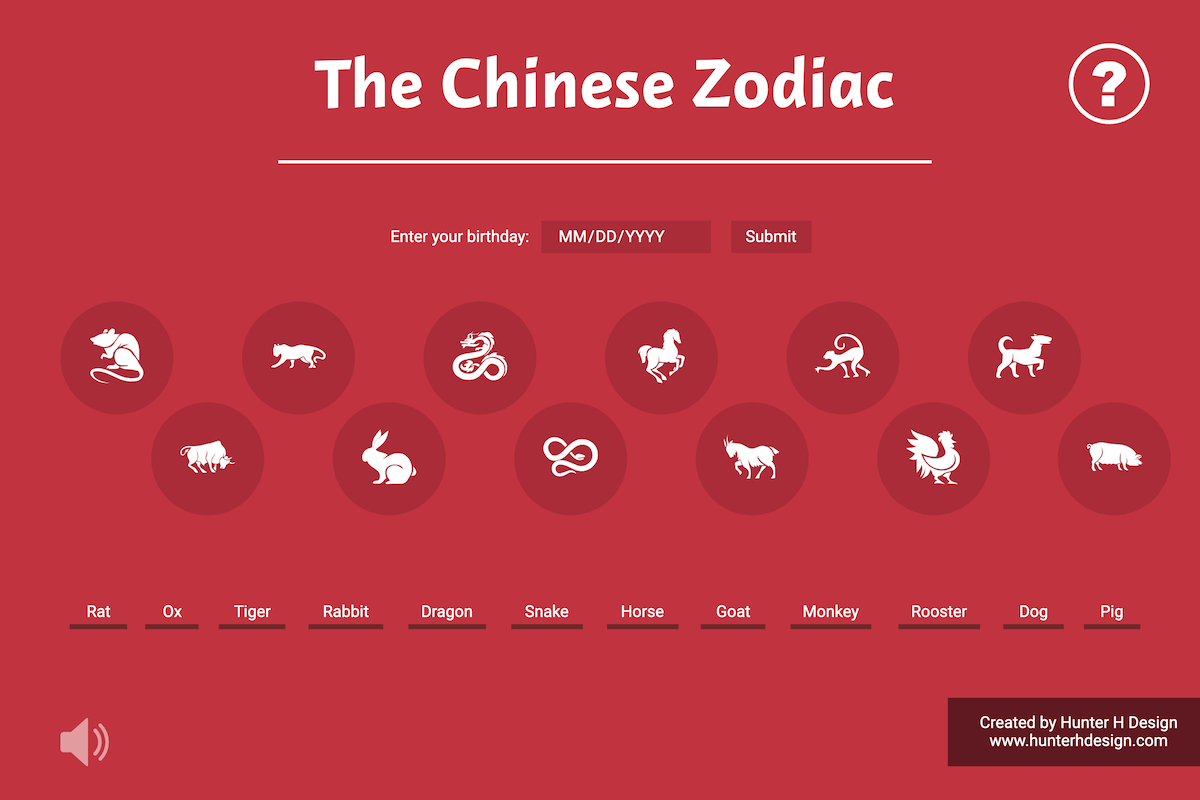 The Chinese Zodiac
?
Enter your birthday: MM/DD/YYYY Submit
Rat Ox Tiger Rabbit Dragon Snake Horse Goat Monkey Rooster Dog Pig
Created by Hunter H Design
www.hunterhdesign.com